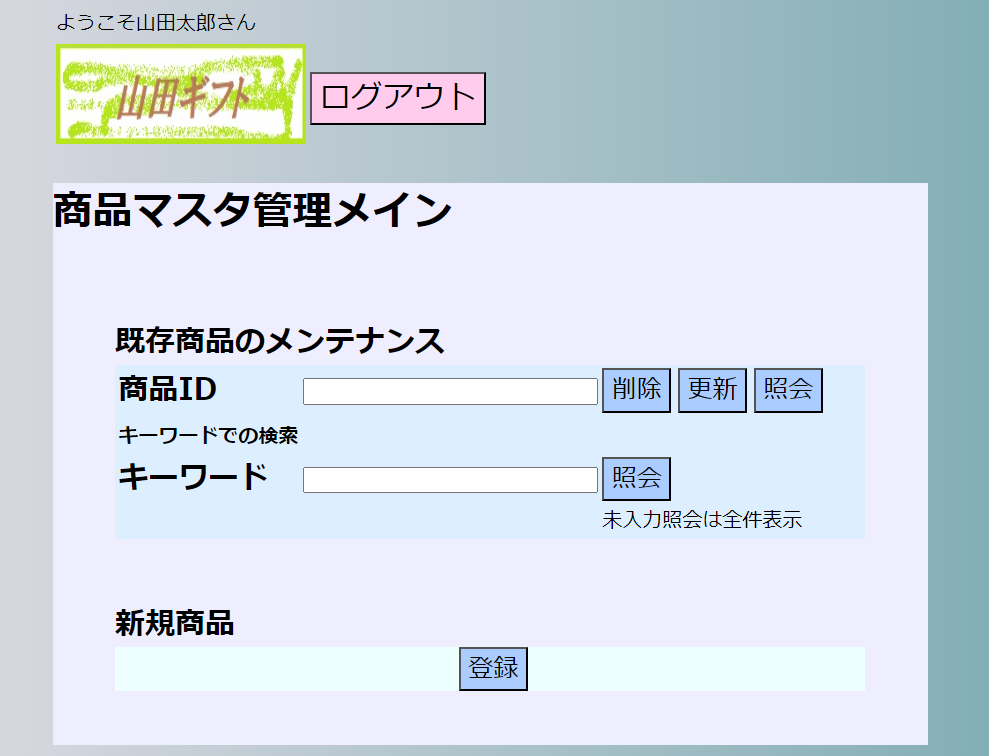 ようこそ山田太郎さん
山田ギフト
ログアウト
商品マスタ管理メイン
既存商品のメンテナンス
商品ID 削除 更新 照会
キーワードでの検索
キーワード 照会
未入力照会は全件表示
新規商品
登録